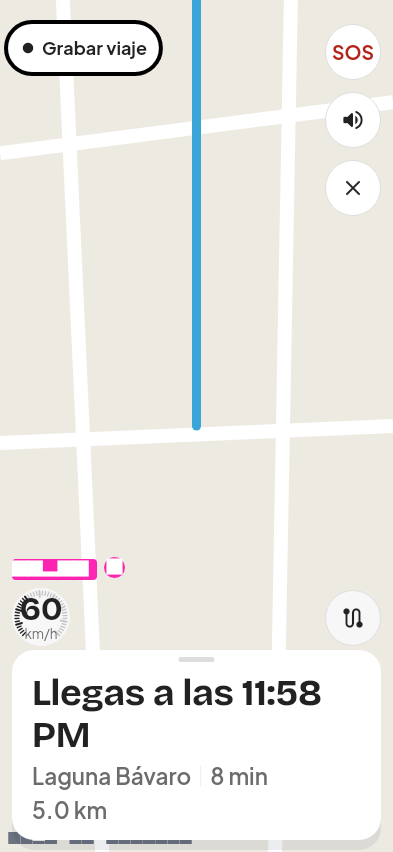 Grabar viaje
SOS
60
km/h
Llegas a las 11:58
PM
Laguna Bávaro
8 min
5.0 km